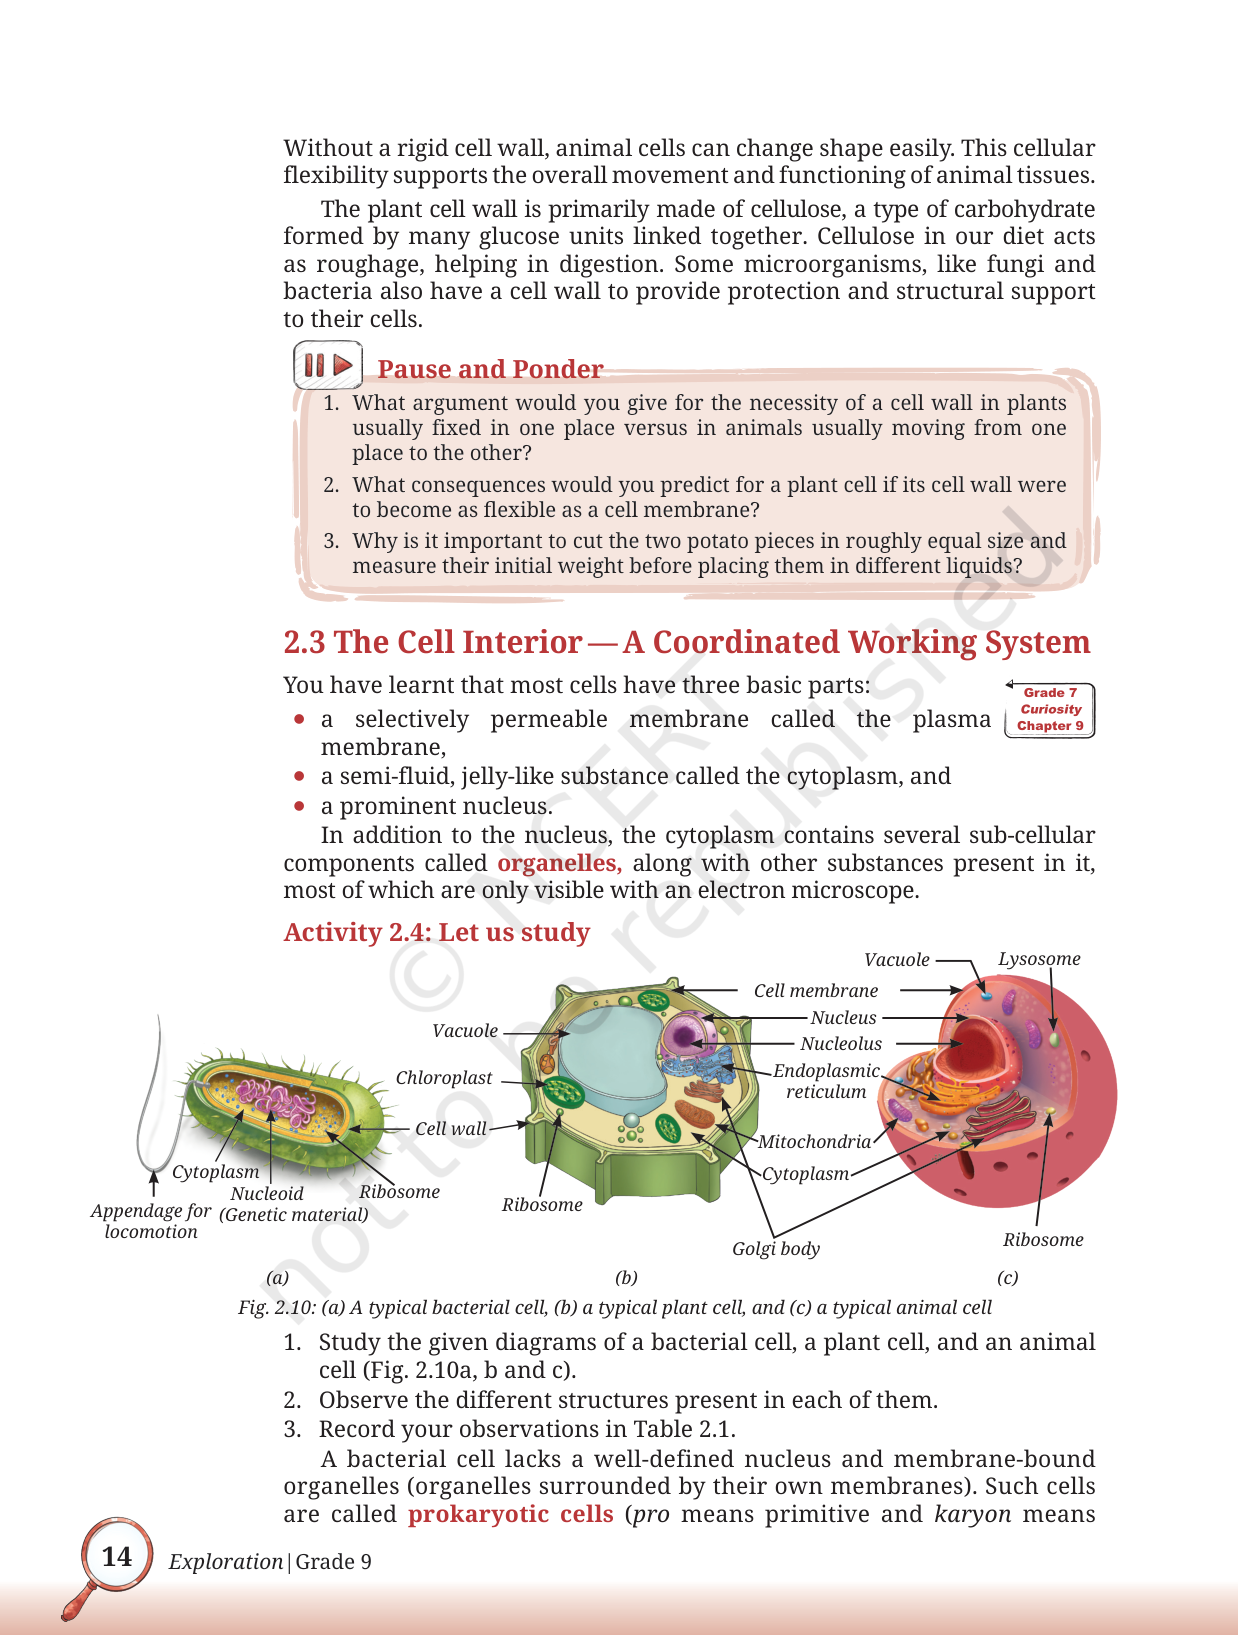 Without a rigid cell wall, animal cells can change shape easily. This cellular
flexibility supports the overall movement and functioning of animal tissues.
The plant cell wall is primarily made of cellulose, a type of carbohydrate
formed by many glucose units linked together. Cellulose in our diet acts
as roughage, helping in digestion. Some microorganisms, like fungi and
bacteria also have a cell wall to provide protection and structural support
to their cells.
Pause and Ponder
1. What argument would you give for the necessity of a cell wall in plants
usually fixed in one place versus in animals usually moving from one
place to the other?
2. What consequences would you predict for a plant cell if its cell wall were
to become as flexible as a cell membrane?
3. Why is it important to cut the two potato pieces in roughly equal size and
measure their initial weight before placing them in different liquids?
2.3 The Cell Interior — A Coordinated Working System
You have learnt that most cells have three basic parts:
Grade 7
Curiosity
Chapter 9
• a selectively permeable membrane called the plasma
membrane,
• a semi-fluid, jelly-like substance called the cytoplasm, and
• a prominent nucleus.
In addition to the nucleus, the cytoplasm contains several sub-cellular
components called organelles, along with other substances present in it,
most of which are only visible with an electron microscope.
Activity 2.4: Let us study
Vacuole
Lysosome
Cell membrane
Nucleus
Vacuole
Nucleolus
Endoplasmic
reticulum
Chloroplast
Cell wall
Mitochondria
Cytoplasm
Cytoplasm
Nucleoid
(Genetic material)
Ribosome
Ribosome
Appendage for
locomotion
Golgi body
Ribosome
(a)
(b)
(c)
Fig. 2.10: (a) A typical bacterial cell, (b) a typical plant cell, and (c) a typical animal cell
1. Study the given diagrams of a bacterial cell, a plant cell, and an animal
cell (Fig. 2.10a, b and c).
2. Observe the different structures present in each of them.
3. Record your observations in Table 2.1.
A bacterial cell lacks a well-defined nucleus and membrane-bound
organelles (organelles surrounded by their own membranes). Such cells
are called prokaryotic cells (pro means primitive and karyon means
14
Exploration|Grade 9
© NCERT
not to be republished